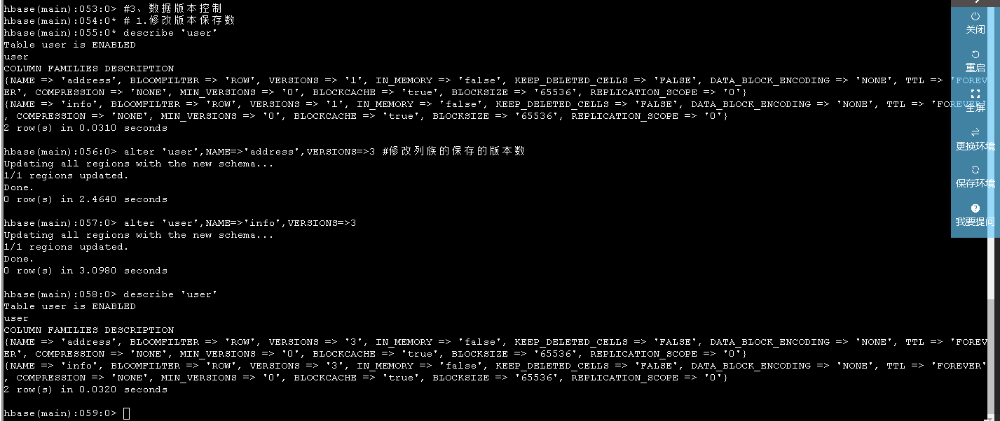 hbase(main):053:0> #3、数据版本控制
hbase(main):054:0* # 1.修改版本保存数
hbase(main):055:0* describe 'user'
Table user is ENABLED
user
COLUMN FAMILIES DESCRIPTION
{NAME => 'address', BLOOMFILTER => 'ROW', VERSIONS => '1', IN_MEMORY => 'false', KEEP_DELETED_CELLS => 'FALSE', DATA_BLOCK_ENCODING => 'NONE', TTL => 'FOREV
ER', COMPRESSION => 'NONE', MIN_VERSIONS => '0', BLOCKCACHE => 'true', BLOCKSIZE => '65536', REPLICATION_SCOPE => '0'}
{NAME => 'info', BLOOMFILTER => 'ROW', VERSIONS => '1', IN_MEMORY => 'false', KEEP_DELETED_CELLS => 'FALSE', DATA_BLOCK_ENCODING => 'NONE', TTL => 'FOREVER'
, COMPRESSION => 'NONE', MIN_VERSIONS => '0', BLOCKCACHE => 'true', BLOCKSIZE => '65536', REPLICATION_SCOPE => '0'}
2 row(s) in 0.0310 seconds
hbase(main):056:0> alter 'user',NAME=>'address',VERSIONS=>3 #修改列族的保存的版本数
Updating all regions with the new schema...
1/1 regions updated.
Done.
0 row(s) in 2.4640 seconds
hbase(main):057:0> alter 'user',NAME=>'info',VERSIONS=>3
Updating all regions with the new schema...
1/1 regions updated.
Done.
0 row(s) in 3.0980 seconds
hbase(main):058:0> describe 'user'
Table user is ENABLED
user
COLUMN FAMILIES DESCRIPTION
{NAME => 'address', BLOOMFILTER => 'ROW', VERSIONS => '3', IN_MEMORY => 'false', KEEP_DELETED_CELLS => 'FALSE', DATA_BLOCK_ENCODING => 'NONE', TTL => 'FOREV
ER', COMPRESSION => 'NONE', MIN_VERSIONS => '0', BLOCKCACHE => 'true', BLOCKSIZE => '65536', REPLICATION_SCOPE => '0'}
{NAME => 'info', BLOOMFILTER => 'ROW', VERSIONS => '3', IN_MEMORY => 'false', KEEP_DELETED_CELLS => 'FALSE', DATA_BLOCK_ENCODING => 'NONE', TTL => 'FOREVER'
, COMPRESSION => 'NONE', MIN_VERSIONS => '0', BLOCKCACHE => 'true', BLOCKSIZE => '65536', REPLICATION_SCOPE => '0'}
2 row(s) in 0.0320 seconds
hbase(main):059:0>
关闭
重启
全屏
更换环境
保存环境
我要提问